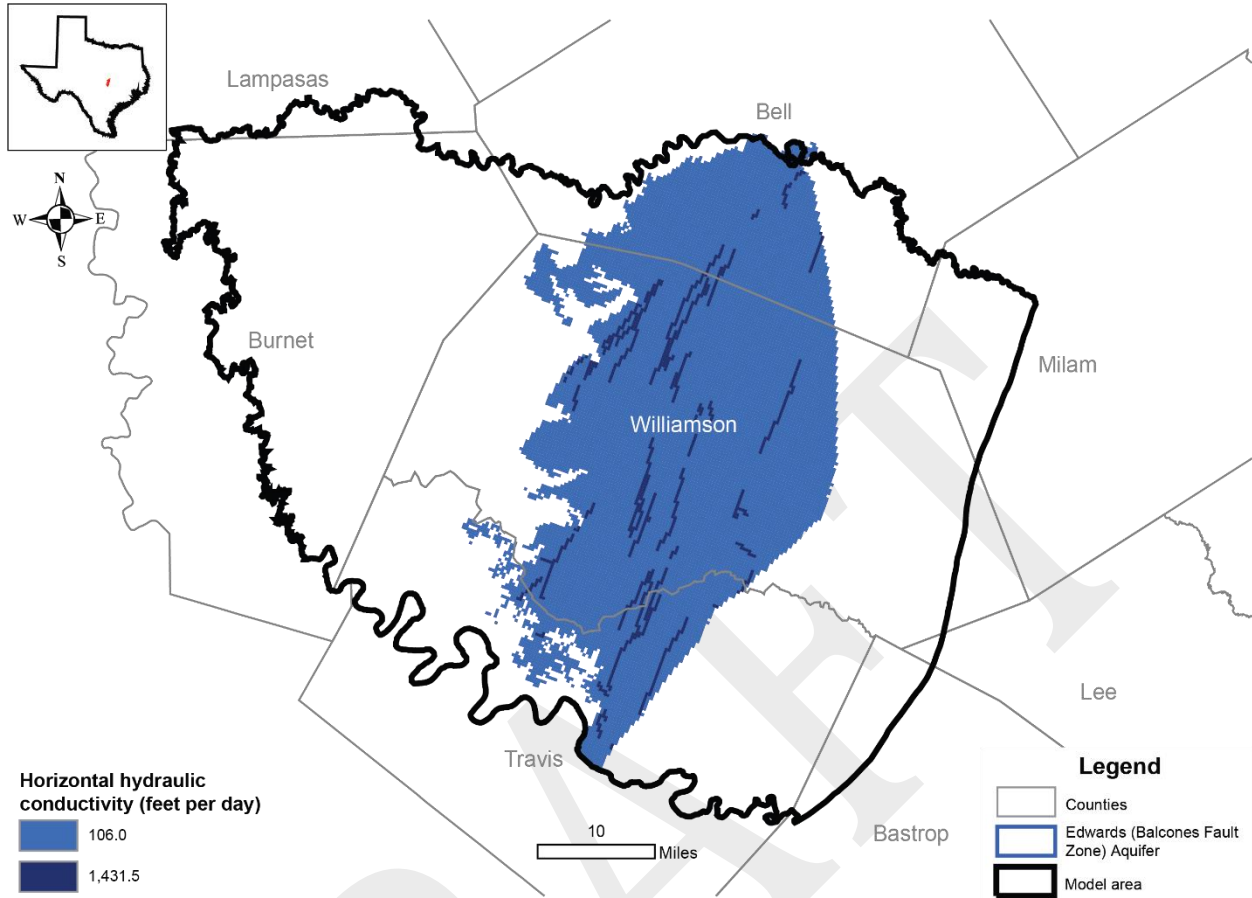 Lampasas
Bell
N
W
E
S
Burnet
Milam
Williamson
Travis
Lee
Bastrop
Horizontal hydraulic
conductivity (feet per day)
106.0
1,431.5
10
Miles
Legend
Counties
Edwards (Balcones Fault
Zone) Aquifer
Model area
DRAFT